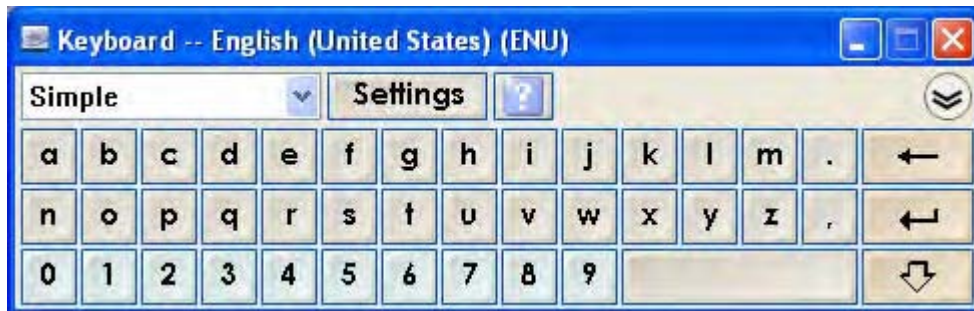 Keyboard -- English (United States) (ENU)
Simple Settings ?
a b c d e f g h i j k l m .
n o p q r s t u v w x y z ,
0 1 2 3 4 5 6 7 8 9